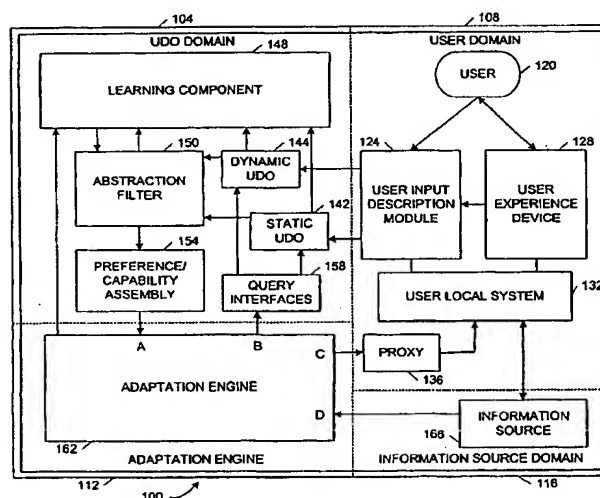 104
108
UDO DOMAIN
USER DOMAIN
148
LEARNING COMPONENT
USER
120
150
144
124
128
ABSTRACTION FILTER
DYNAMIC UDO
USER INPUT DESCRIPTION MODULE
USER EXPERIENCE DEVICE
142
STATIC UDO
154
PREFERENCE/ CAPABILITY ASSEMBLY
158
QUERY INTERFACES
USER LOCAL SYSTEM
132
A
B
C
D
ADAPTATION ENGINE
PROXY
136
162
INFORMATION SOURCE
166
ADAPTATION ENGINE
INFORMATION SOURCE DOMAIN
112
100
116